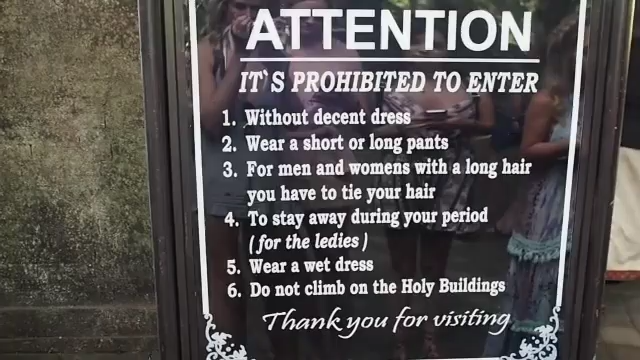 ATTENTION
IT`S PROHIBITED TO ENTER
1. Without decent dress
2. Wear a short or long pants
3. For men and womens with a long hair
you have to tie your hair
4. To stay away during your period
(for the ledies)
5. Wear a wet dress
6. Do not climb on the Holy Buildings
Thank you for visiting